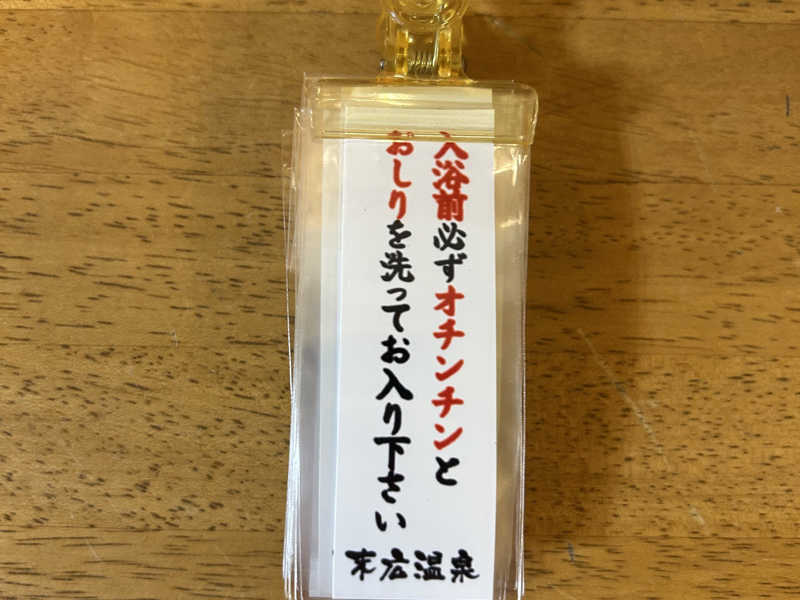 入浴前必ずオチンチンと
おしりを洗ってお入り下さい
末広温泉